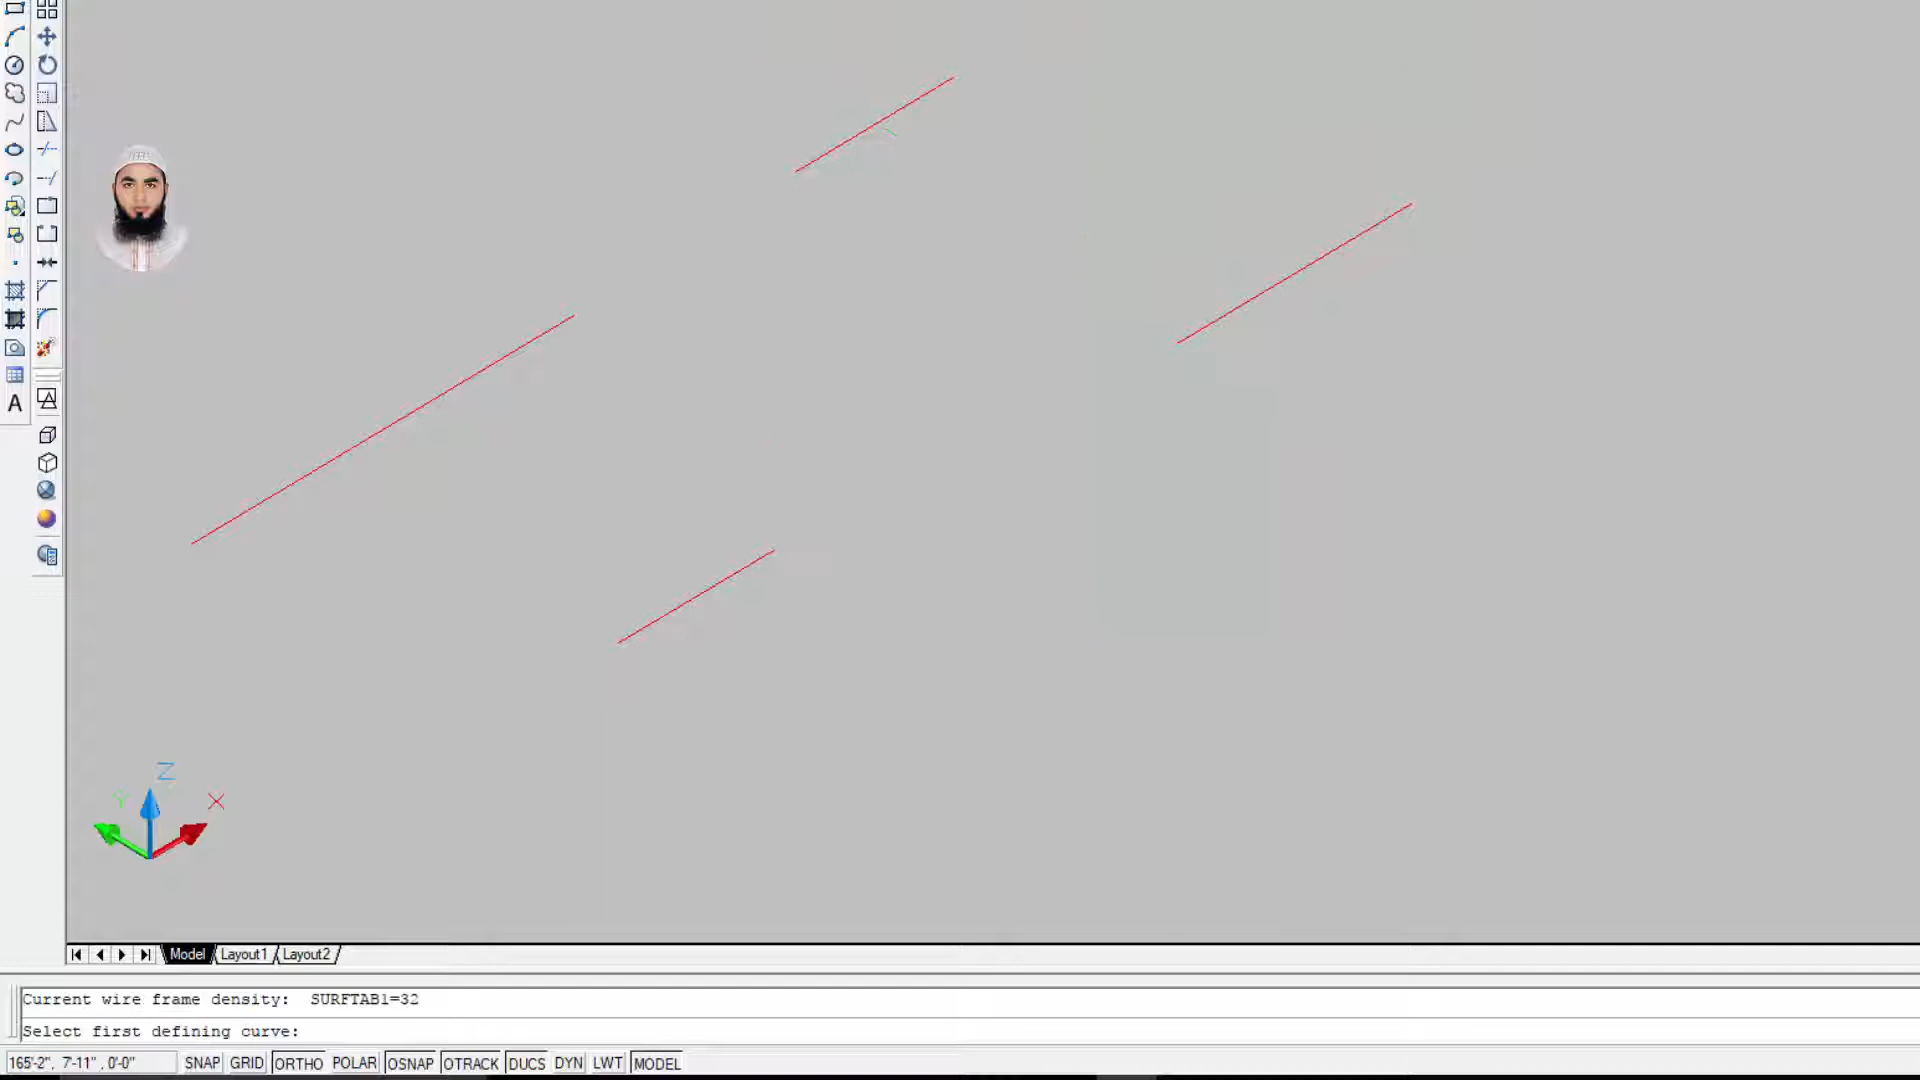 A
Z
Y
X
Model Layout1 Layout2
Current wire frame density:  SURFTAB1=32
Select first defining curve:
165'-2", 7'-11" , 0'-0" SNAP GRID ORTHO POLAR OSNAP OTRACK DUCS DYN LWT MODEL